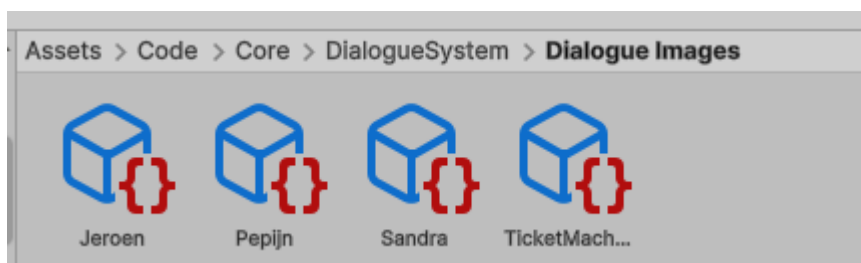 Assets > Code > Core > DialogueSystem > Dialogue Images
Jeroen Pepijn Sandra TicketMach...